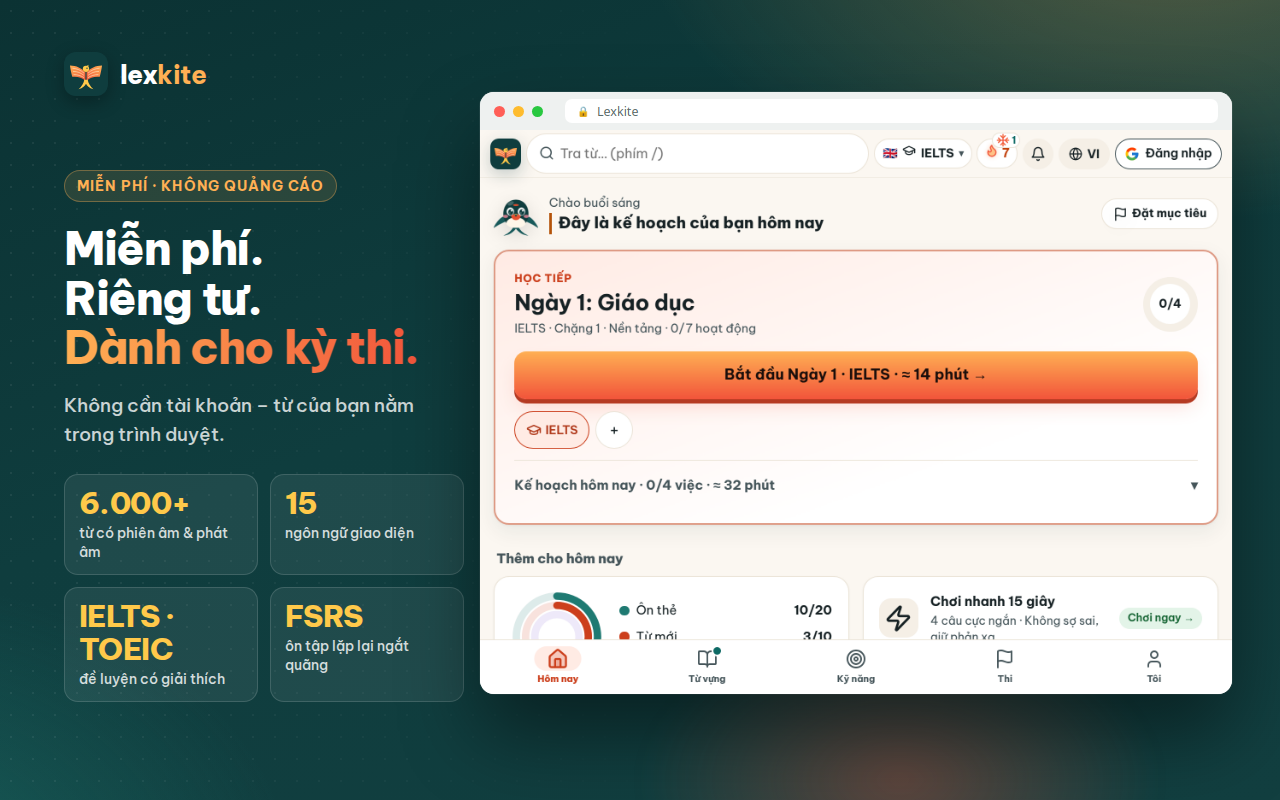 lexkite
MIỄN PHÍ · KHÔNG QUẢNG CÁO
Miễn phí.
Riêng tư.
Dành cho kỳ thi.
Không cần tài khoản – từ của bạn nằm
trong trình duyệt.
6.000+
từ có phiên âm & phát
âm
15
ngôn ngữ giao diện
IELTS ·
TOEIC
đề luyện có giải thích
FSRS
ôn tập lặp lại ngắt
quãng
Lexkite
Tra từ... (phím /)
IELTS ▾
7
1
VI
Đăng nhập
Chào buổi sáng
Đây là kế hoạch của bạn hôm nay
Đặt mục tiêu
HỌC TIẾP
Ngày 1: Giáo dục
IELTS · Chặng 1 · Nền tảng · 0/7 hoạt động
0/4
Bắt đầu Ngày 1 · IELTS · ≈ 14 phút →
IELTS
+
Kế hoạch hôm nay · 0/4 việc · ≈ 32 phút ▾
Thêm cho hôm nay
Ôn thẻ 10/20
Từ mới 3/10
Chơi nhanh 15 giây
4 câu cực ngắn · Không sợ sai,
giữ phản xạ
Chơi ngay →
Hôm nay
Từ vựng
Kỹ năng
Thi
Tôi